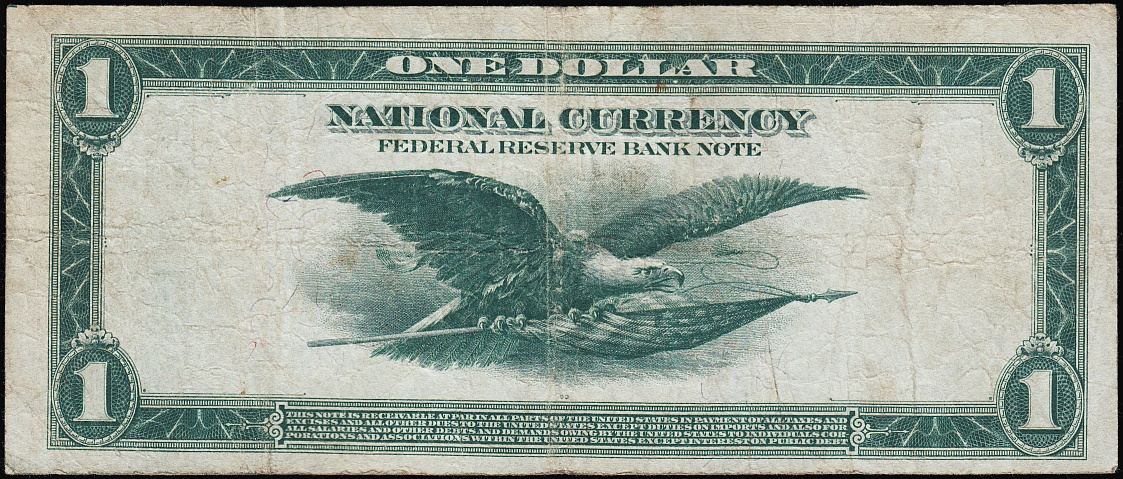 1 ONE DOLLAR 1
NATIONAL CURRENCY
FEDERAL RESERVE BANK NOTE
1 1
THIS NOTE IS RECEIVABLE AT PAR IN ALL PARTS OF THE UNITED STATES IN PAYMENT OF ALL TAXES AND
EXCISES AND ALL OTHER DUES TO THE UNITED STATES EXCEPT DUTIES ON IMPORTS AND ALSO FOR
ALL SALARIES AND OTHER DEBTS AND DEMANDS OWING BY THE UNITED STATES TO INDIVIDUALS COR
PORATIONS AND ASSOCIATIONS WITHIN THE UNITED STATES EXCEPT INTEREST ON PUBLIC DEBT